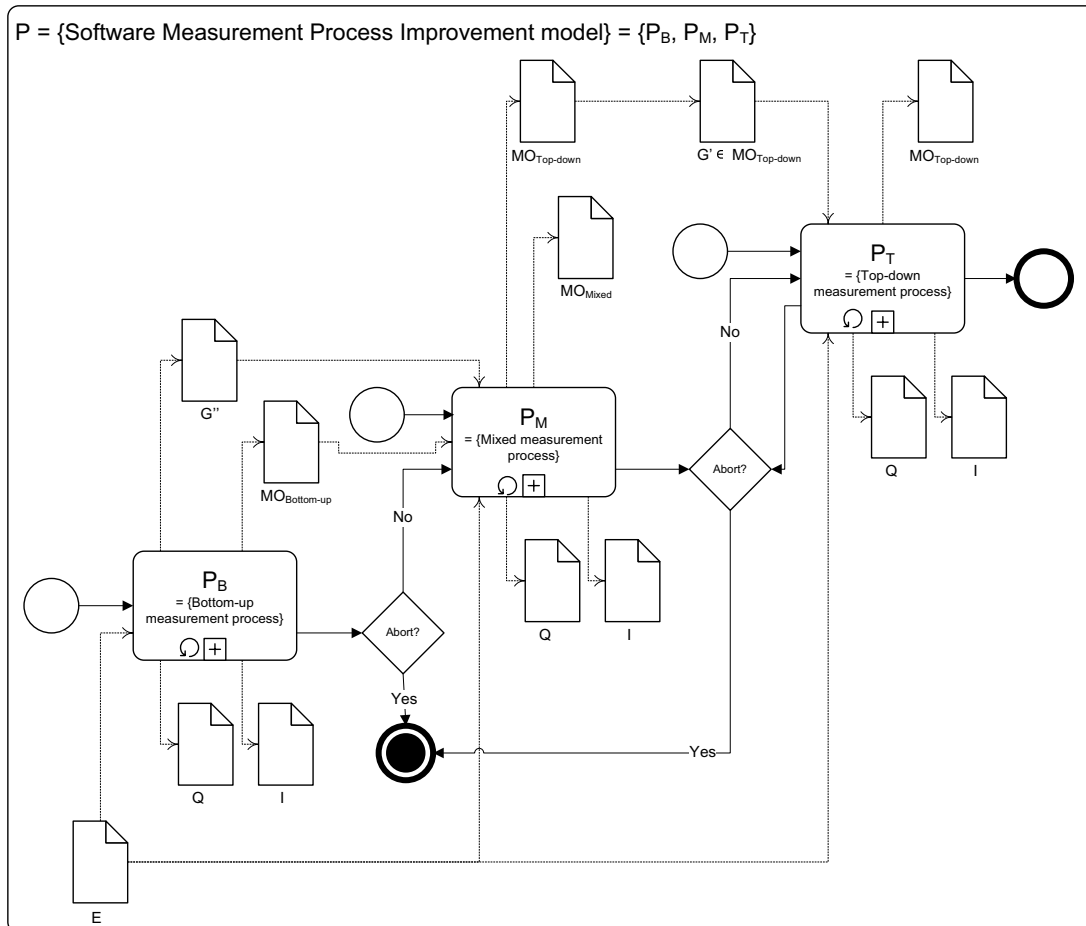 P = {Software Measurement Process Improvement model} = {P_B, P_M, P_T}
MO_Top-down
G' ∈ MO_Top-down
MO_Top-down
MO_Mixed
P_T
= {Top-down
measurement process}
No
Q
I
G''
MO_Bottom-up
P_M
= {Mixed measurement
process}
Abort?
No
Q
I
P_B
= {Bottom-up
measurement process}
Abort?
Yes
Yes
Q
I
E